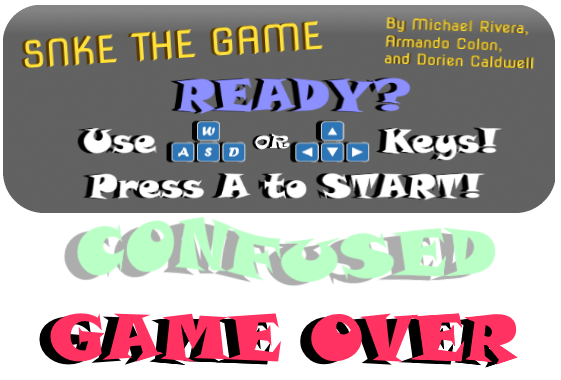 SNKE THE GAME
By Michael Rivera,
Armando Colon,
and Dorien Caldwell
READY?
Use W A S D OR ▲ ◀ ▼ ▶ Keys!
Press A to START!
CONFUSED
GAME OVER